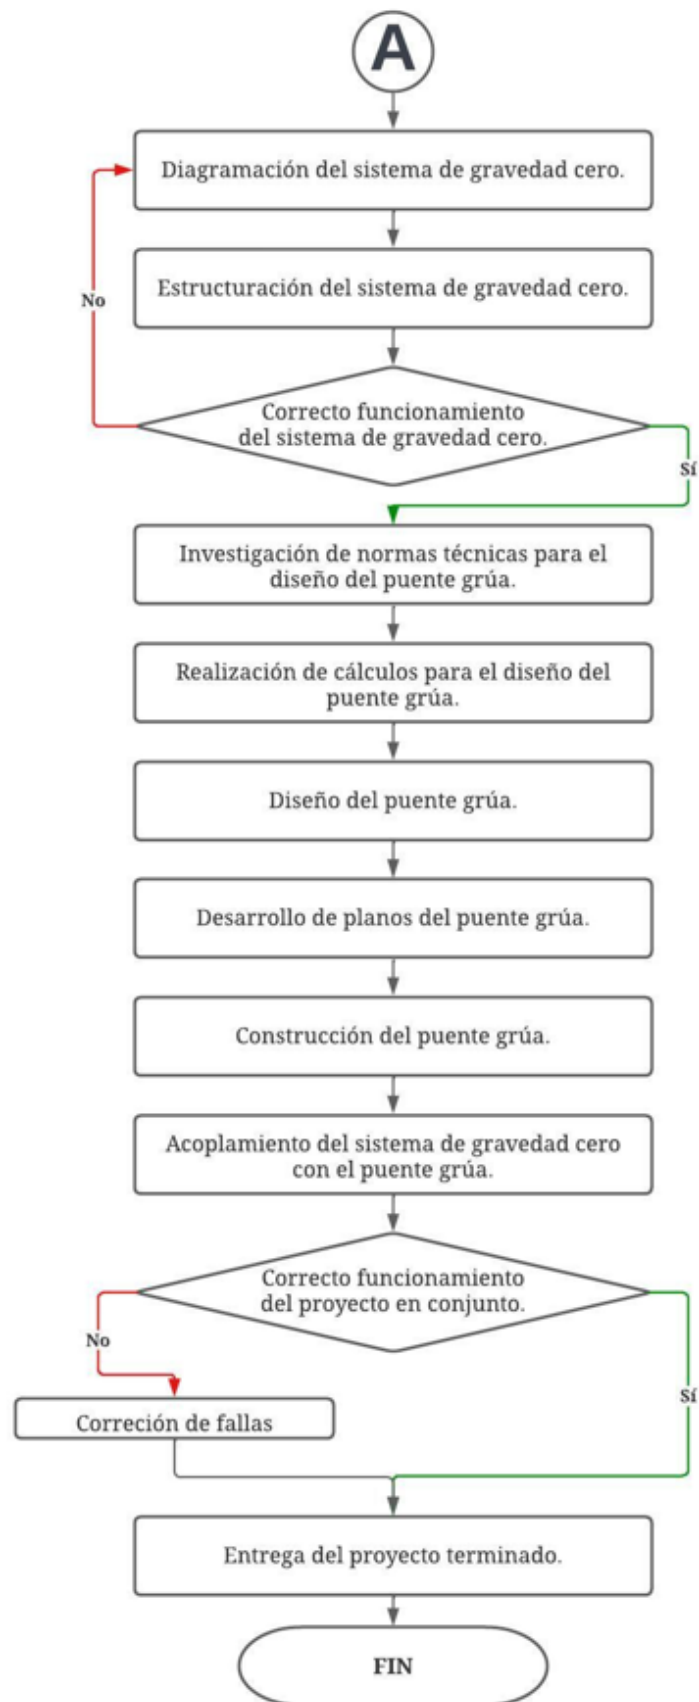 A
Diagramación del sistema de gravedad cero.
No
Estructuración del sistema de gravedad cero.
Correcto funcionamiento
del sistema de gravedad cero.
Sí
Investigación de normas técnicas para el
diseño del puente grúa.
Realización de cálculos para el diseño del
puente grúa.
Diseño del puente grúa.
Desarrollo de planos del puente grúa.
Construcción del puente grúa.
Acoplamiento del sistema de gravedad cero
con el puente grúa.
Correcto funcionamiento
del proyecto en conjunto.
No
Sí
Correción de fallas
Entrega del proyecto terminado.
FIN